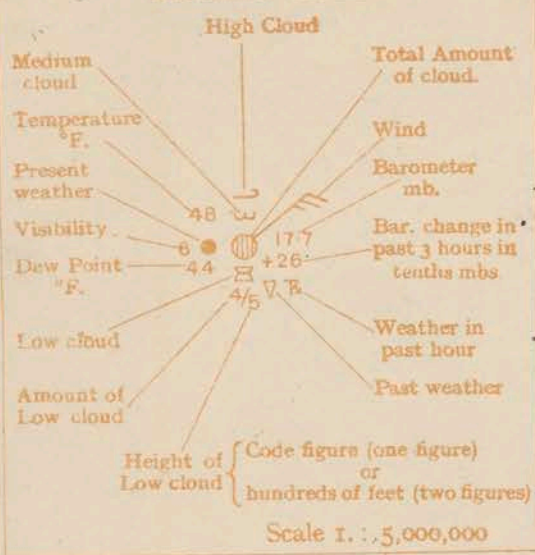 High Cloud
Medium
cloud
Total Amount
of cloud.
Temperature
°F.
Wind
Present
weather
Barometer
mb.
48
Visibility
6
17.7
Bar. change in
past 3 hours in
tenths mbs
+26
Dew Point
°F.
44
4/5
Low cloud
Weather in
past hour
Amount of
Low cloud
Past weather
Height of
Low cloud
Code figure (one figure)
or
hundreds of feet (two figures)
Scale 1. : 5,000,000